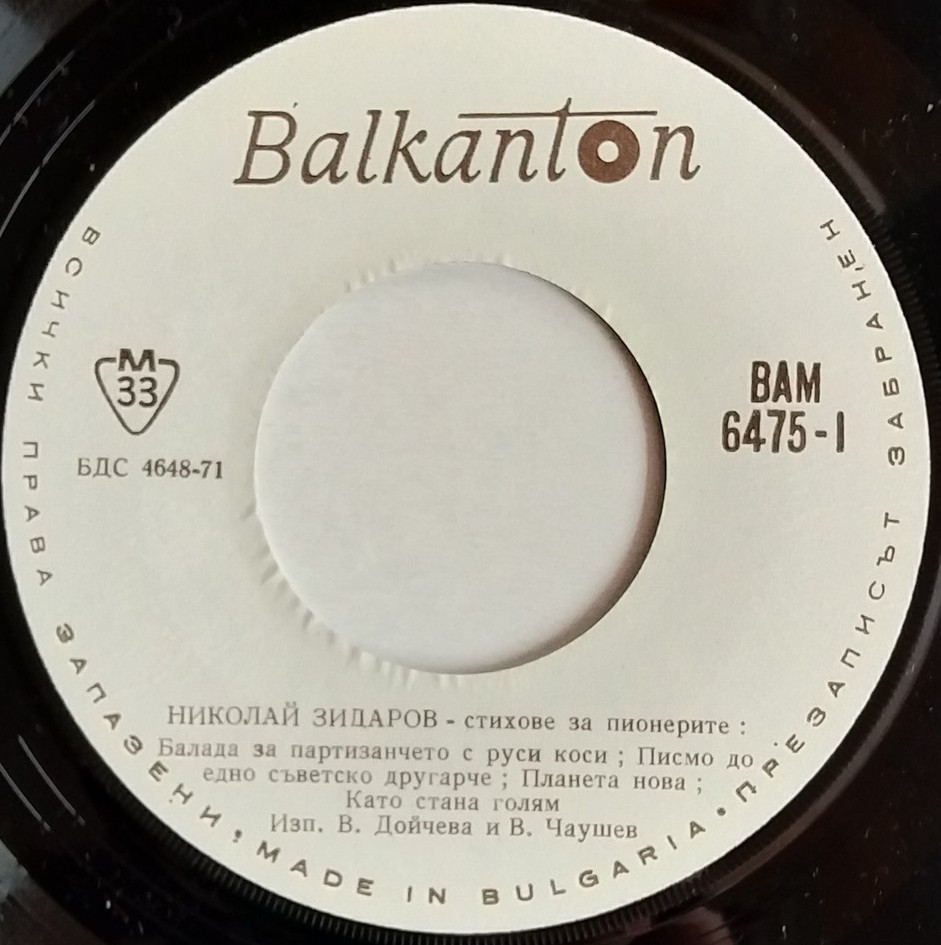 Balkanton
M
33
БДС 4648-71
ВАМ
6475-1
НИКОЛАЙ ЗИДАРОВ - стихове за пионерите :
Балада за партизанчето с руси коси ; Писмо до
едно съветско другарче ; Планета нова ;
Като стана голям
Изп. В. Дойчева и В. Чаушев
ВСИЧКИ ПРАВА ЗАПАЗЕНИ • MADE IN BULGARIA • ПРЕЗАПИСЪТ ЗАБРАНЕН